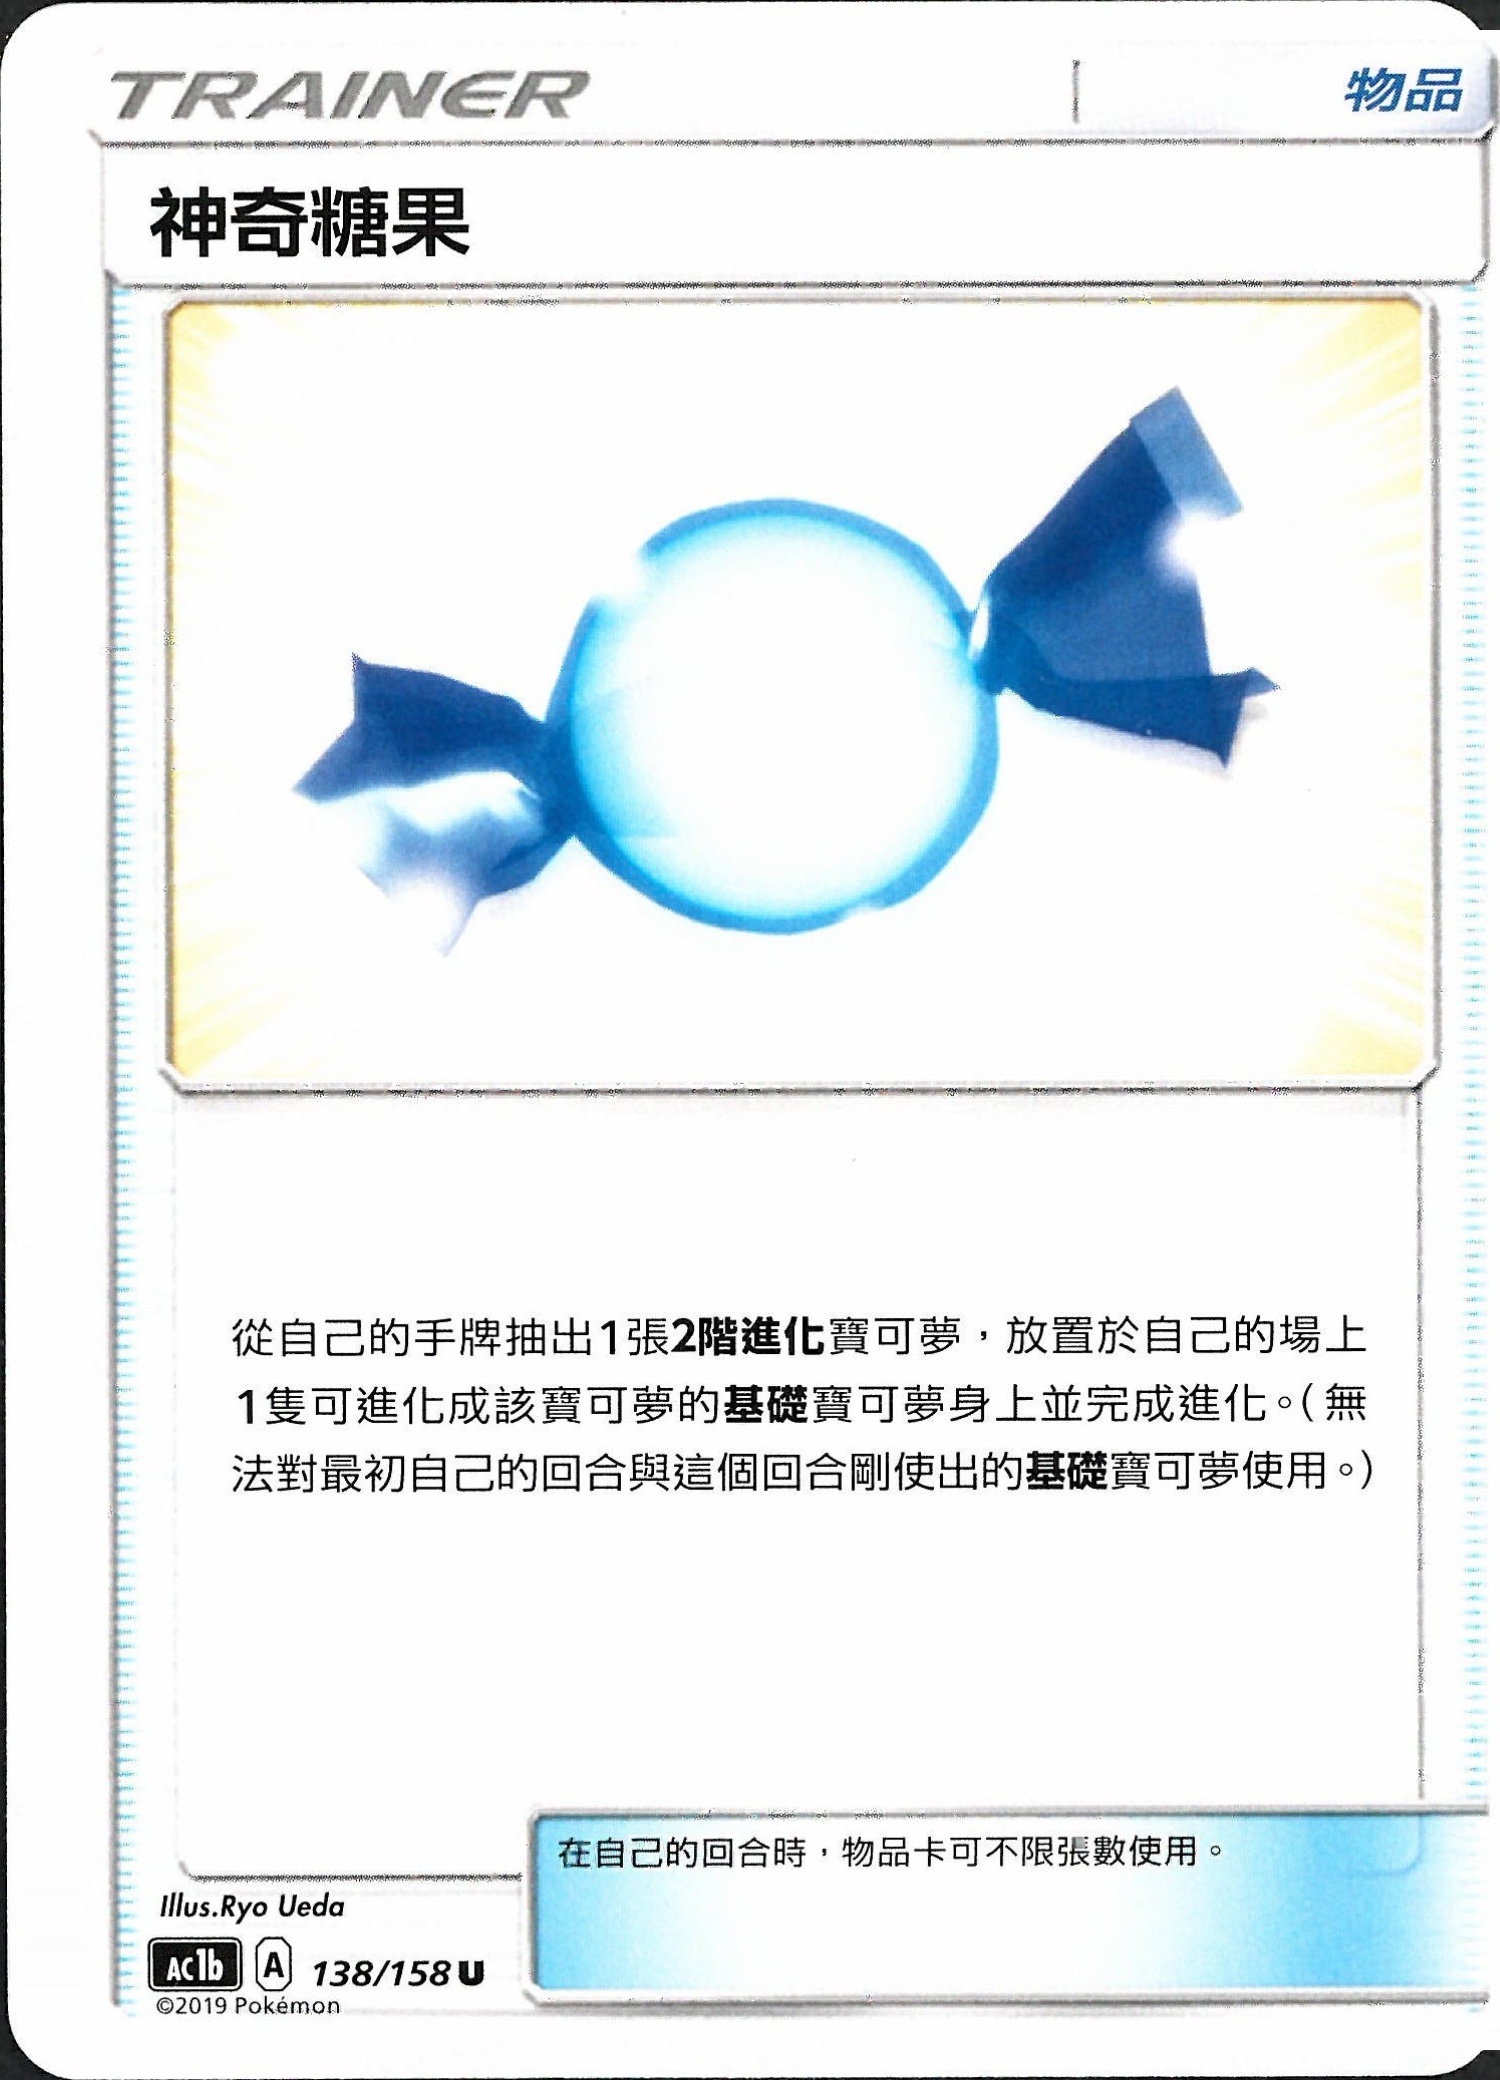 TRAINER
物品
神奇糖果
從自己的手牌抽出1張2階進化寶可夢，放置於自己的場上
1隻可進化成該寶可夢的基礎寶可夢身上並完成進化。（無
法對最初自己的回合與這個回合剛使出的基礎寶可夢使用。）
在自己的回合時，物品卡可不限張數使用。
Illus.Ryo Ueda
AC1b A 138/158 U
©2019 Pokémon